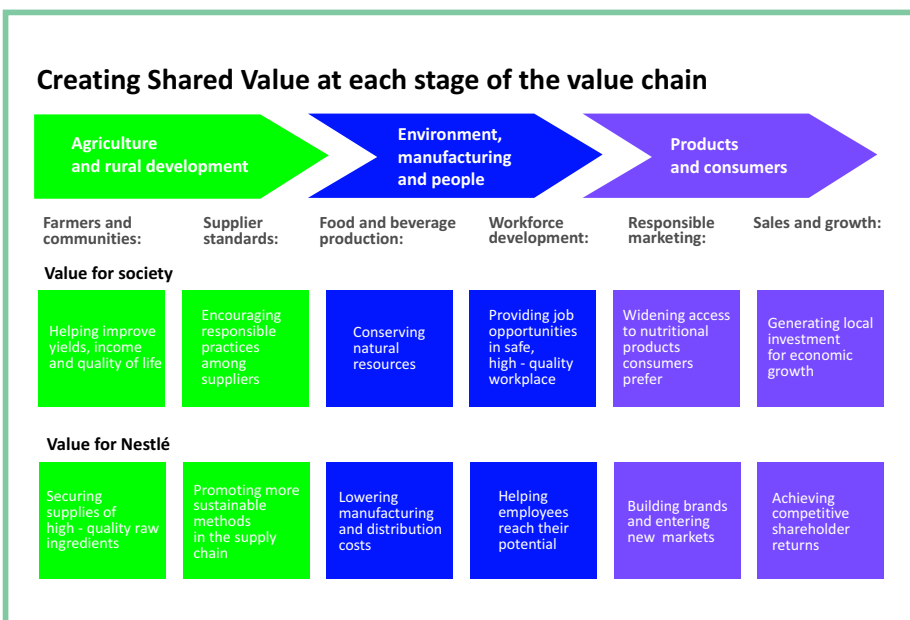 Creating Shared Value at each stage of the value chain
Agriculture
and rural development
Environment,
manufacturing
and people
Products
and consumers
Farmers and
communities:
Supplier
standards:
Food and beverage
production:
Workforce
development:
Responsible
marketing:
Sales and growth:
Value for society
Helping improve
yields, income
and quality of life
Encouraging
responsible
practices
among
suppliers
Conserving
natural
resources
Providing job
opportunities
in safe,
high - quality
workplace
Widening access
to nutritional
products
consumers
prefer
Generating local
investment
for economic
growth
Value for Nestlé
Securing
supplies of
high - quality raw
ingredients
Promoting more
sustainable
methods
in the supply
chain
Lowering
manufacturing
and distribution
costs
Helping
employees
reach their
potential
Building brands
and entering
new markets
Achieving
competitive
shareholder
returns